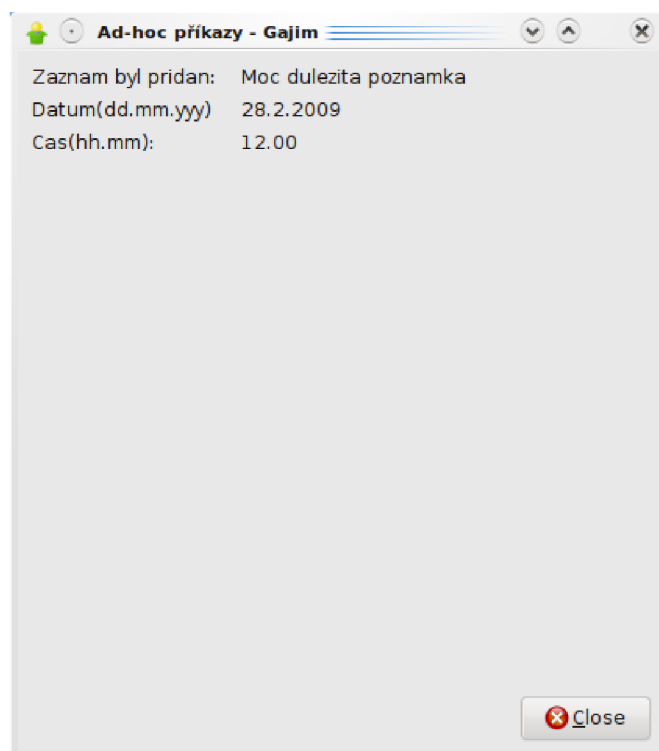 Ad-hoc příkazy - Gajim
Zaznam byl pridan: Moc dulezita poznamka
Datum(dd.mm.yyy) 28.2.2009
Cas(hh.mm): 12.00
Close